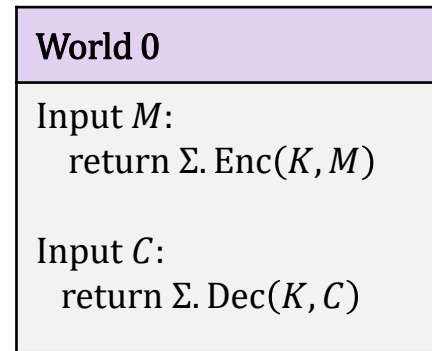 World 0
Input M:
return Σ. Enc(K, M)
Input C:
return Σ. Dec(K, C)